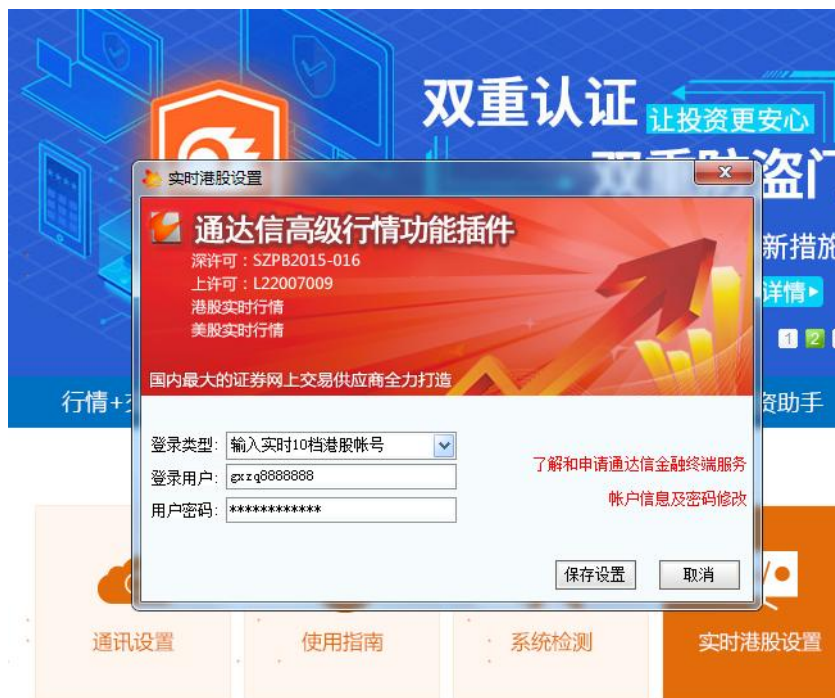 双重认证
让投资更安心
实时港股设置
通达信高级行情功能插件
深许可：SZPB2015-016
上许可：L22007009
港股实时行情
美股实时行情
国内最大的证券网上交易供应商全力打造
新措施
详情
1 2
行情+
资助手
登录类型: 输入实时10档港股帐号
登录用户: gxzq8888888
用户密码: ************
了解和申请通达信金融终端服务
帐户信息及密码修改
保存设置 取消
通讯设置
使用指南
系统检测
实时港股设置